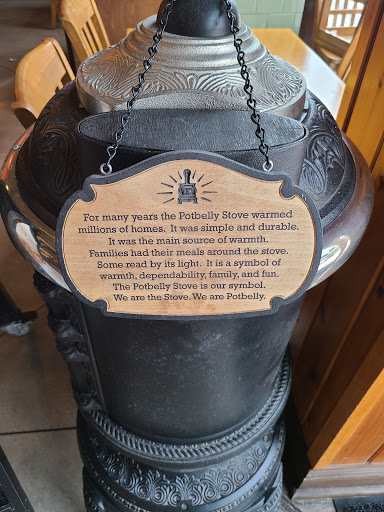 For many years the Potbelly Stove warmed
millions of homes. It was simple and durable.
It was the main source of warmth.
Families had their meals around the stove.
Some read by its light. It is a symbol of
warmth, dependability, family, and fun.
The Potbelly Stove is our symbol.
We are the Stove. We are Potbelly.